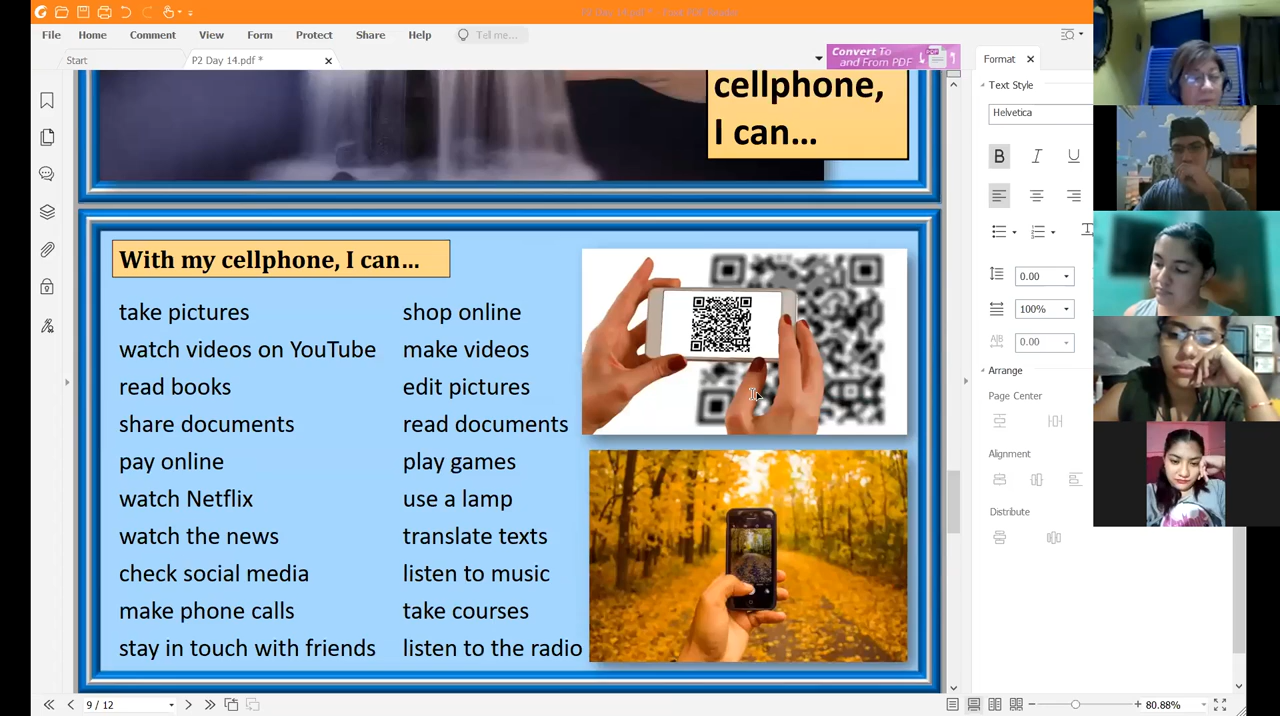 File Home Comment View Form Protect Share Help Tell me...
Start
P2 Day 14.pdf *
Convert To
and From PDF
PDF
Format
Text Style
Helvetica
B I U
0.00
100%
0.00
Arrange
Page Center
Alignment
Distribute
cellphone,
I can...
With my cellphone, I can...
take pictures
watch videos on YouTube
read books
share documents
pay online
watch Netflix
watch the news
check social media
make phone calls
stay in touch with friends
shop online
make videos
edit pictures
read documents
play games
use a lamp
translate texts
listen to music
take courses
listen to the radio
9 / 12
80.88%